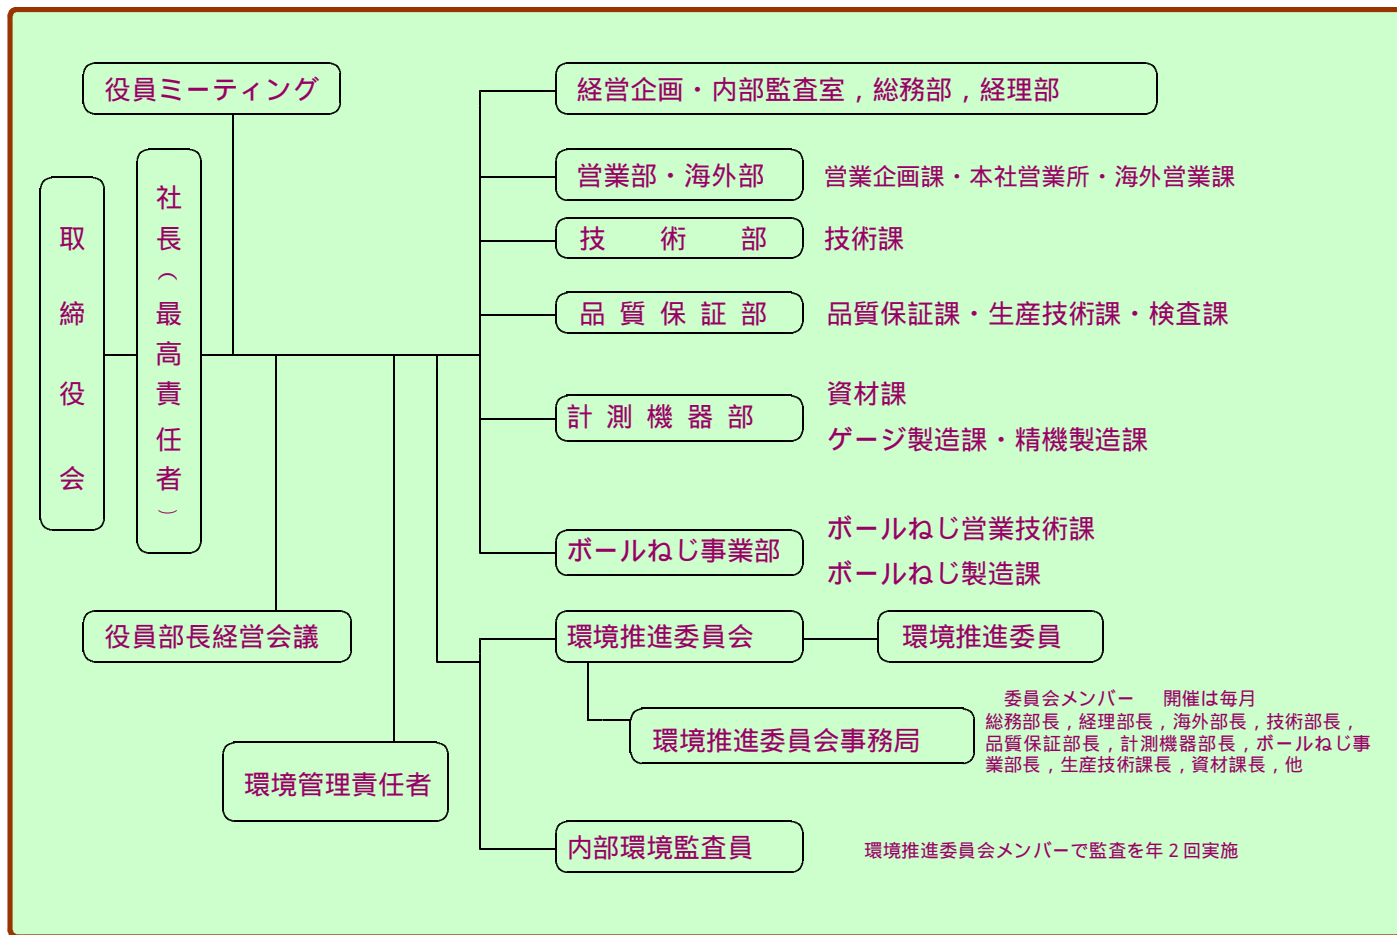 役員ミーティング
取締役会
社長（最高責任者）
経営企画・内部監査室，総務部，経理部
営業部・海外部
営業企画課・本社営業所・海外営業課
技　術　部
技術課
品質保証部
品質保証課・生産技術課・検査課
計測機器部
資材課
ゲージ製造課・精機製造課
ボールねじ事業部
ボールねじ営業技術課
ボールねじ製造課
役員部長経営会議
環境管理責任者
環境推進委員会
環境推進委員
環境推進委員会事務局
委員会メンバー　開催は毎月
総務部長，経理部長，海外部長，技術部長，
品質保証部長，計測機器部長，ボールねじ事
業部長，生産技術課長，資材課長，他
内部環境監査員
環境推進委員会メンバーで監査を年２回実施